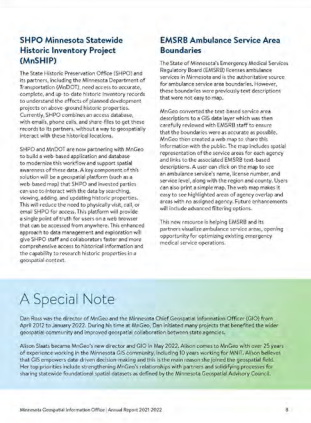 SHPO Minnesota Statewide
Historic Inventory Project
(MnSHIP)
The State Historic Preservation Office (SHPO) and
its partners, including the Minnesota Department of
Transportation (MnDOT), need access to accurate,
complete, and up-to-date historic inventory records
to understand the effects of planned development
projects on above-ground historic properties.
Currently, SHPO combines an access database,
with emails, phone calls, and share-files to get these
records to its partners, without a way to geospatially
interact with these historical locations.
SHPO and MnDOT are now partnering with MnGeo
to build a web-based application and database
to modernize this workflow and support spatial
awareness of those data. A key component of this
solution will be a geospatial platform (such as a
web-based map) that SHPO and invested parties
can use to interact with the data by searching,
viewing, adding, and updating historic properties.
This will reduce the need to physically visit, call, or
email SHPO for access. This platform will provide
a single point of truth for users on a web browser
that can be accessed from anywhere. This enhanced
approach to data management and exploration will
give SHPO staff and collaborators faster and more
comprehensive access to historical information and
the capability to research historic properties in a
geospatial context.
EMSRB Ambulance Service Area
Boundaries
The State of Minnesota's Emergency Medical Services
Regulatory Board (EMSRB) licenses ambulance
services in Minnesota and is the authoritative source
for ambulance service area boundaries. However,
these boundaries were previously text descriptions
that were not easy to map.
MnGeo converted the text-based service area
descriptions to a GIS data layer which was then
carefully reviewed with EMSRB staff to ensure
that the boundaries were as accurate as possible.
MnGeo then created a web map to share this
information with the public. The map includes spatial
representation of the service areas for each agency
and links to the associated EMSRB text-based
descriptions. A user can click on the map to see
an ambulance service's name, license number, and
service level, along with the region and county. Users
can also print a simple map. The web map makes it
easy to see highlighted areas of agency overlap and
areas with no assigned agency. Future enhancements
will include advanced filtering options.
This new resource is helping EMSRB and its
partners visualize ambulance service areas, opening
opportunity for optimizing existing emergency
medical service operations.
A Special Note
Dan Ross was the director of MnGeo and the Minnesota Chief Geospatial Information Officer (GIO) from
April 2012 to January 2022. During his time at MnGeo, Dan initiated many projects that benefited the wider
geospatial community and improved geospatial collaboration between state agencies.
Alison Slaats became MnGeo's new director and GIO in May 2022. Alison comes to MnGeo with over 25 years
of experience working in the Minnesota GIS community, including 10 years working for MNIT. Alison believes
that GIS empowers data driven decision making and this is the main reason she joined the geospatial field.
Her top priorities include strengthening MnGeo's relationships with partners and solidifying processes for
sharing statewide foundational spatial datasets as defined by the Minnesota Geospatial Advisory Council.
Minnesota Geospatial Information Office | Annual Report 2021-2022
8